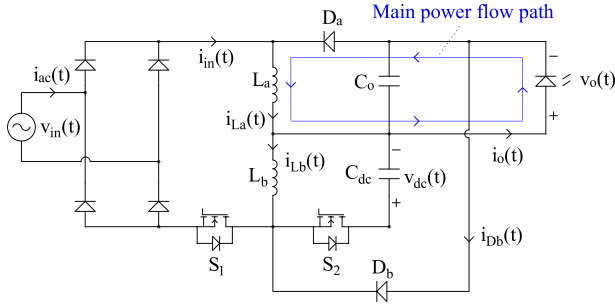 Main power flow path
Da
iin(t)
iac(t)
La
Co
−
vo(t)
vin(t)
iLa(t)
+
io(t)
iLb(t)
−
Lb
Cdc
vdc(t)
+
iDb(t)
S1
S2
Db